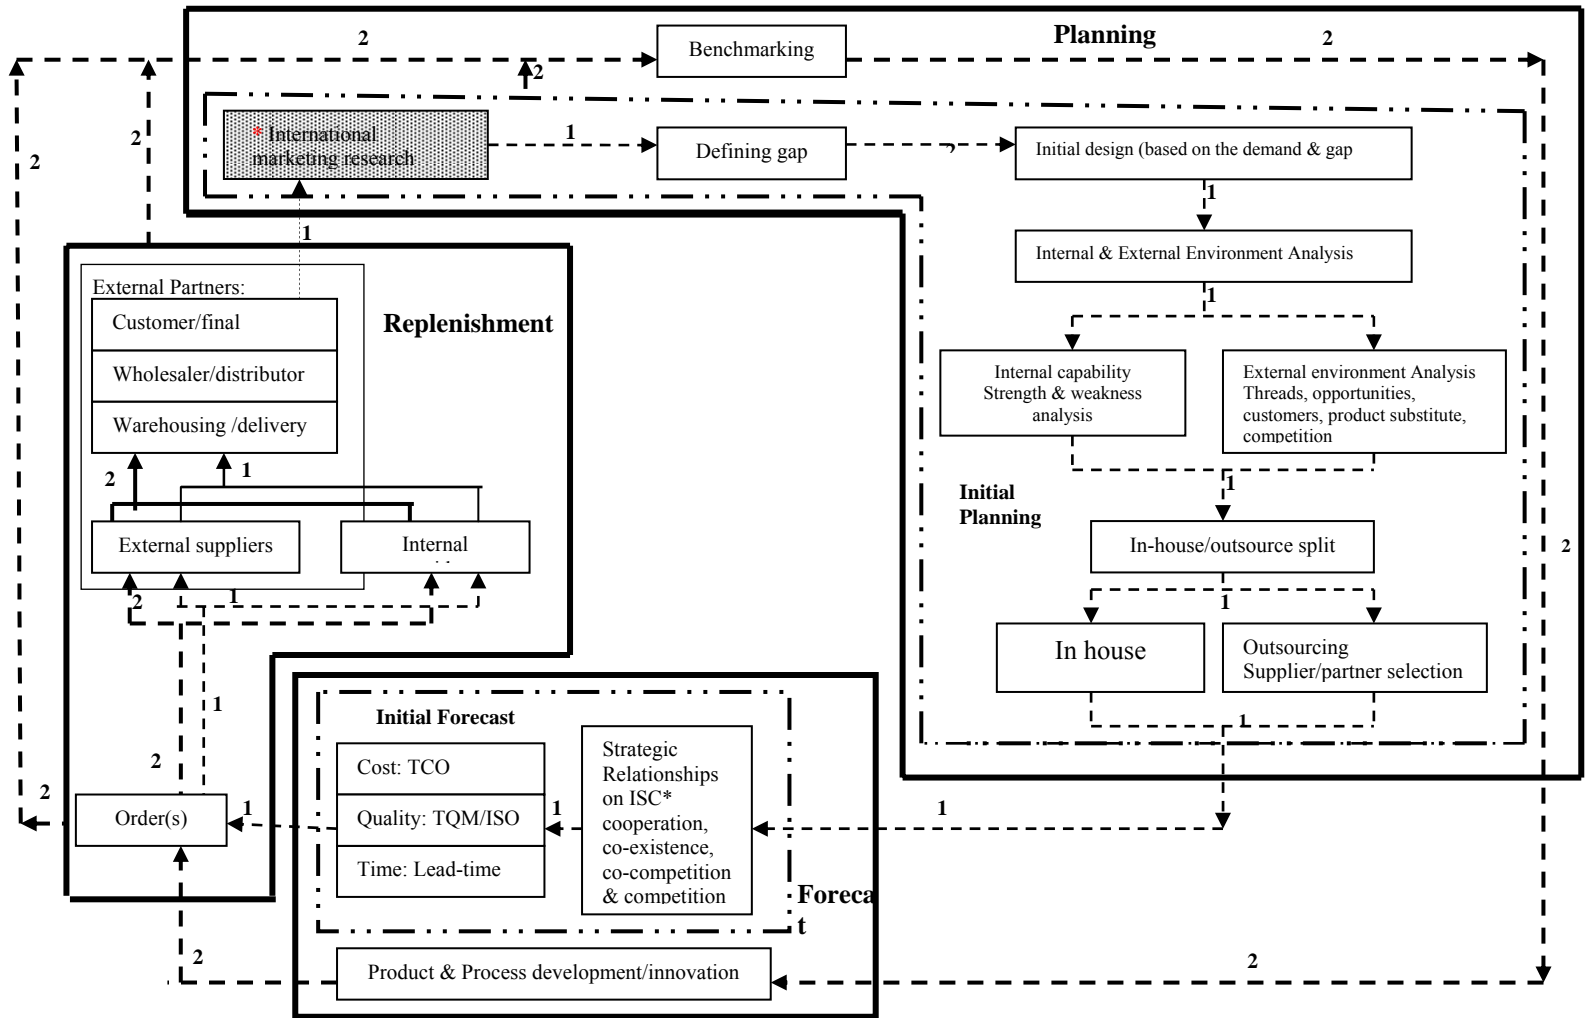 Planning
2
Benchmarking
2
2
* International
marketing research
1
Defining gap
Initial design (based on the demand & gap
2
2
1
1
Internal & External Environment Analysis
1
External Partners:
Customer/final
Wholesaler/distributor
Warehousing /delivery
Replenishment
Internal capability
Strength & weakness
analysis
External environment Analysis
Threads, opportunities,
customers, product substitute,
competition
2
1
1
Initial
Planning
External suppliers
Internal
In-house/outsource split
2
2
1
1
In house
Outsourcing
Supplier/partner selection
1
1
Initial Forecast
Cost: TCO
Quality: TQM/ISO
Time: Lead-time
Strategic
Relationships
on ISC*
cooperation,
co-existence,
co-competition
& competition
2
2
Order(s)
1
1
1
Foreca
t
2
Product & Process development/innovation
2